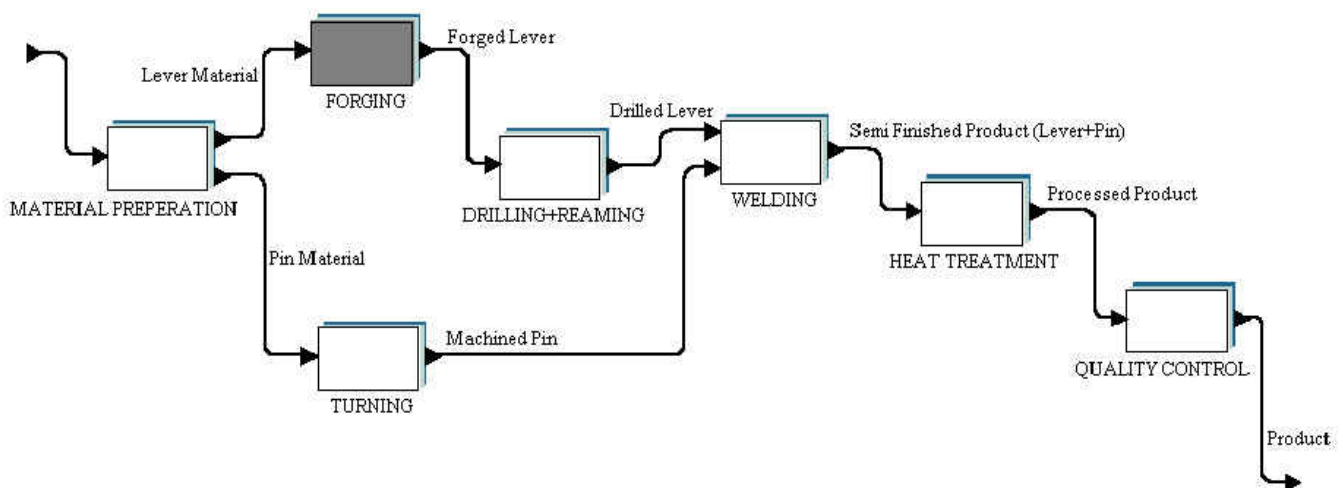 Forged Lever
Lever Material
FORGING
Drilled Lever
Semi Finished Product (Lever+Pin)
MATERIAL PREPERATION
DRILLING+REAMING
WELDING
Processed Product
Pin Material
HEAT TREATMENT
Machined Pin
QUALITY CONTROL
TURNING
Product